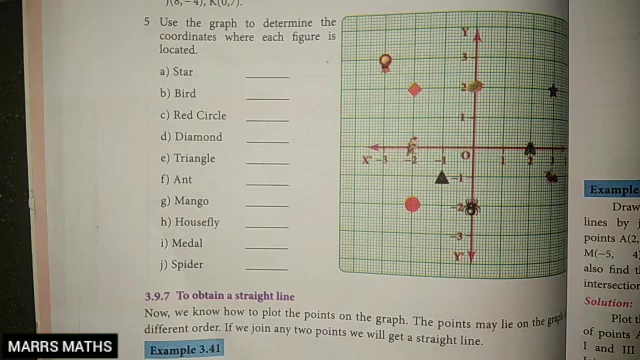 J(8,−4), K(0,7).
5 Use the graph to determine the
coordinates where each figure is
located.
a) Star
b) Bird
c) Red Circle
d) Diamond
e) Triangle
f) Ant
g) Mango
h) Housefly
i) Medal
j) Spider
Y
3
2
1
X' −3 −2 −1 O 1 2 3
−1
−2
−3
Y'
3.9.7 To obtain a straight line
Now, we know how to plot the points on the graph. The points may lie on the graph
different order. If we join any two points we will get a straight line.
Example 3.41
Example
Draw
lines by j
points A(2,
M(−5, 4)
also find t
intersection
Solution:
Plot t
of points A
I and III
MARRS MATHS